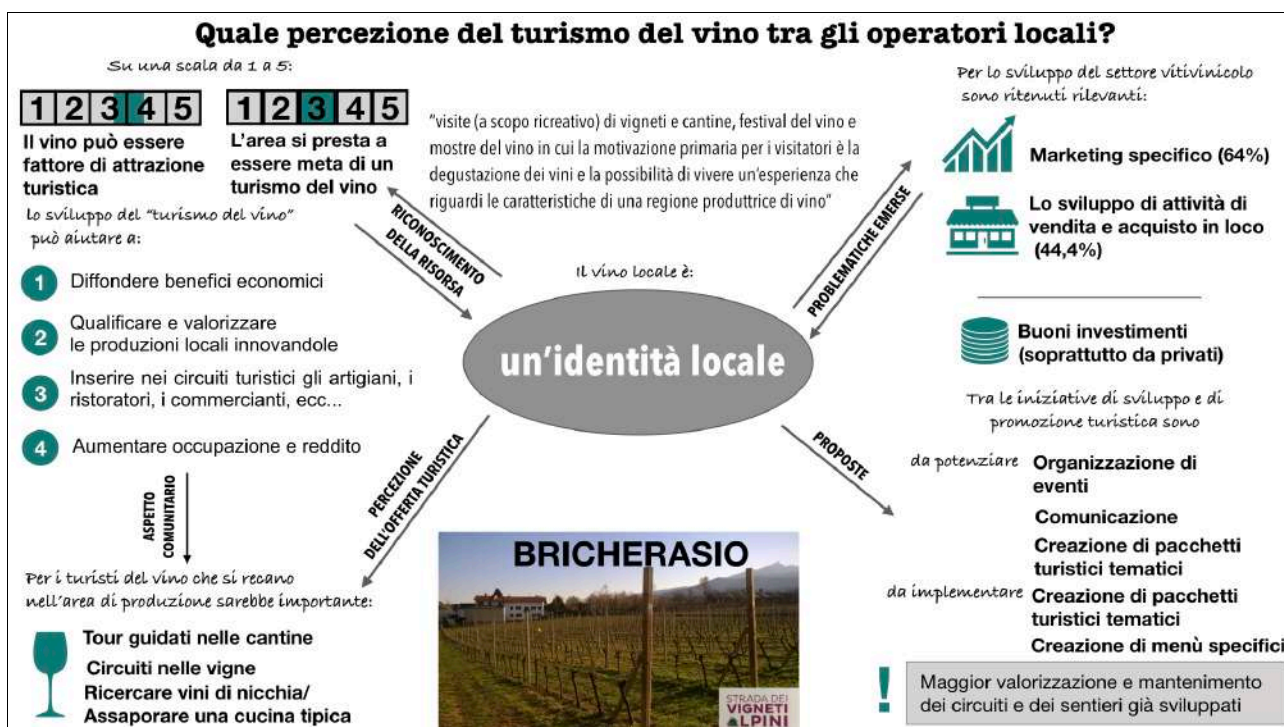 Quale percezione del turismo del vino tra gli operatori locali?
Su una scala da 1 a 5:
1 2 3 4 5
Il vino può essere
fattore di attrazione
turistica
1 2 3 4 5
L'area si presta a
essere meta di un
turismo del vino
"visite (a scopo ricreativo) di vigneti e cantine, festival del vino e
mostre del vino in cui la motivazione primaria per i visitatori è la
degustazione dei vini e la possibilità di vivere un'esperienza che
riguardi le caratteristiche di una regione produttrice di vino"
Per lo sviluppo del settore vitivinicolo
sono ritenuti rilevanti:
Marketing specifico (64%)
Lo sviluppo di attività di
vendita e acquisto in loco
(44,4%)
Buoni investimenti
(soprattutto da privati)
lo sviluppo del "turismo del vino"
può aiutare a:
1 Diffondere benefici economici
2 Qualificare e valorizzare
le produzioni locali innovandole
3 Inserire nei circuiti turistici gli artigiani, i
ristoratori, i commercianti, ecc...
4 Aumentare occupazione e reddito
RICONOSCIMENTO
DELLA RISORSA
PROBLEMATICHE EMERSE
Il vino locale è:
un'identità locale
ASPETTO
COMUNITARIO
PERCEZIONE
DELL'OFFERTA TURISTICA
PROPOSTE
Per i turisti del vino che si recano
nell'area di produzione sarebbe importante:
Tour guidati nelle cantine
Circuiti nelle vigne
Ricercare vini di nicchia/
Assaporare una cucina tipica
BRICHERASIO
STRADA DEI
VIGNETI
ALPINI
Tra le iniziative di sviluppo e di
promozione turistica sono
da potenziare Organizzazione di
eventi
Comunicazione
Creazione di pacchetti
turistici tematici
da implementare Creazione di pacchetti
turistici tematici
Creazione di menù specifici
! Maggior valorizzazione e mantenimento
dei circuiti e dei sentieri già sviluppati